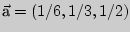 a⃗ = (1/6, 1/3, 1/2)